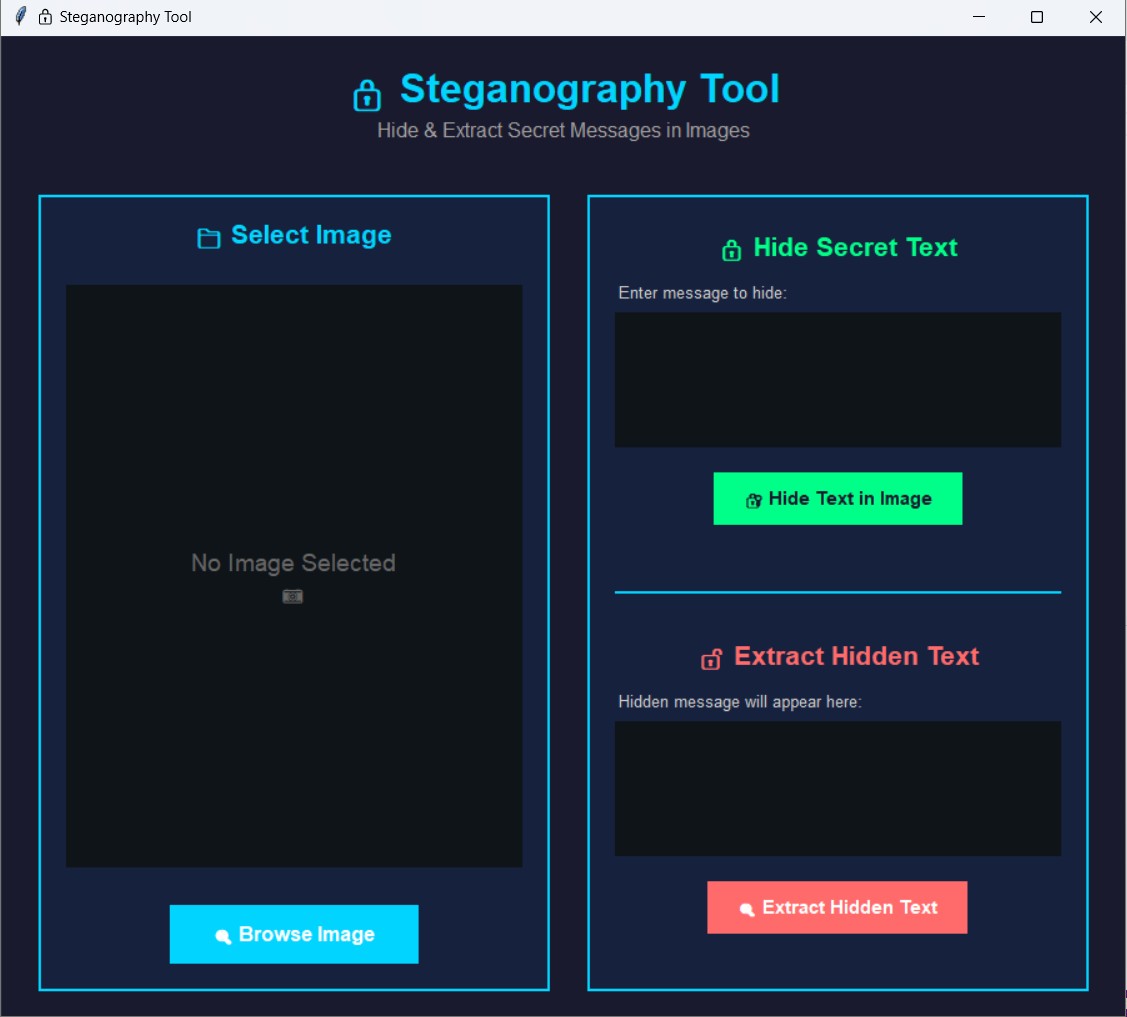 Steganography Tool
Steganography Tool
Hide & Extract Secret Messages in Images
Select Image
No Image Selected
Browse Image
Hide Secret Text
Enter message to hide:
Hide Text in Image
Extract Hidden Text
Hidden message will appear here:
Extract Hidden Text